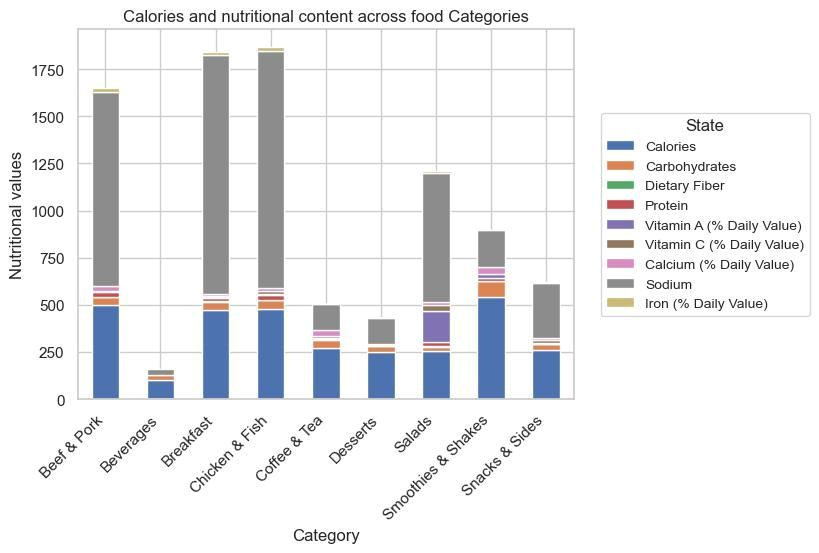 Calories and nutritional content across food Categories
Nutritional values
1750
1500
1250
1000
750
500
250
0
Beef & Pork
Beverages
Breakfast
Chicken & Fish
Coffee & Tea
Desserts
Salads
Smoothies & Shakes
Snacks & Sides
Category
State
Calories
Carbohydrates
Dietary Fiber
Protein
Vitamin A (% Daily Value)
Vitamin C (% Daily Value)
Calcium (% Daily Value)
Sodium
Iron (% Daily Value)